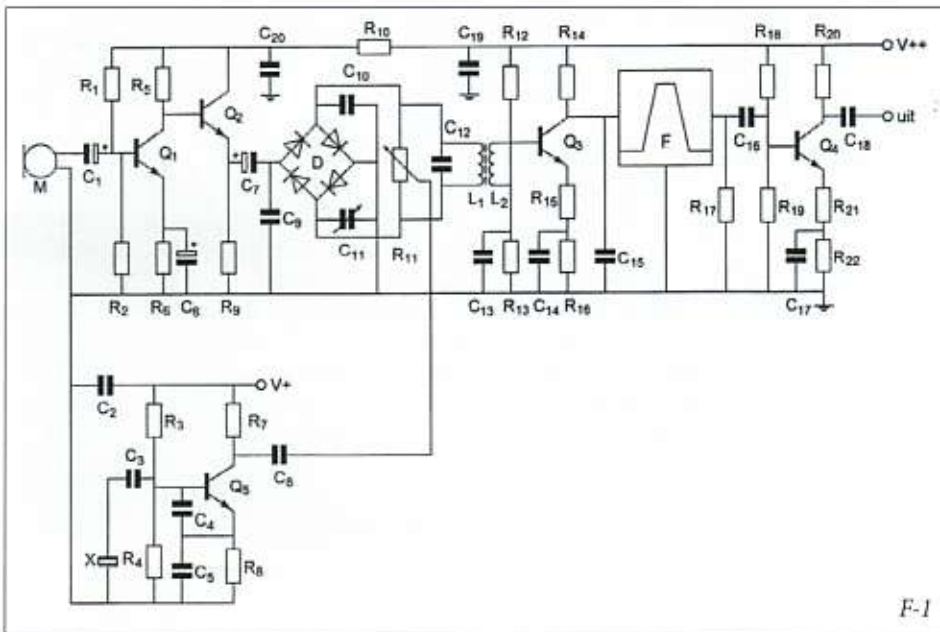 R10
C20
C19
R12
R14
R18
R20
V++
R1
R5
C10
Q2
C12
Q3
F
C16
C18
uit
Q1
D
Q4
M
C1
C7
L1
L2
R15
R17
R19
R21
C9
C11
R11
C15
R22
R2
R6
C8
R9
C13
R13
C14
R16
C17
C2
V+
R3
R7
C3
C6
Q5
C4
X
R4
C5
R8
F-1